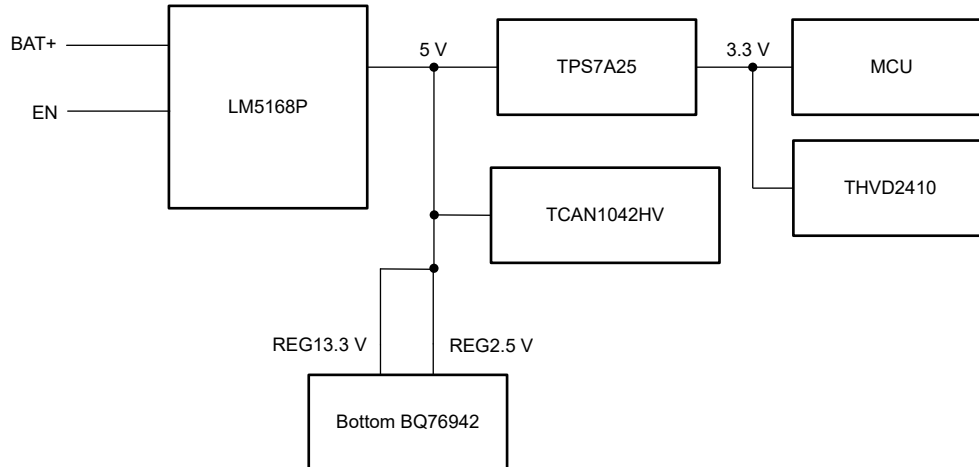 BAT+
EN
LM5168P
5 V
TPS7A25
3.3 V
MCU
THVD2410
TCAN1042HV
REG13.3 V
REG2.5 V
Bottom BQ76942